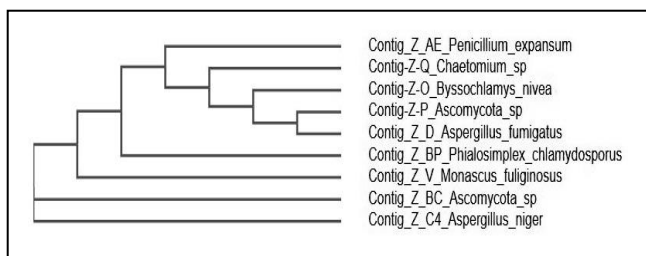 Contig_Z_AE_Penicillium_expansum
Contig-Z-Q_Chaetomium_sp
Contig-Z-O_Byssochlamys_nivea
Contig-Z-P_Ascomycota_sp
Contig_Z_D_Aspergillus_fumigatus
Contig_Z_BP_Phialosimplex_chlamydosporus
Contig_Z_V_Monascus_fuliginosus
Contig_Z_BC_Ascomycota_sp
Contig_Z_C4_Aspergillus_niger